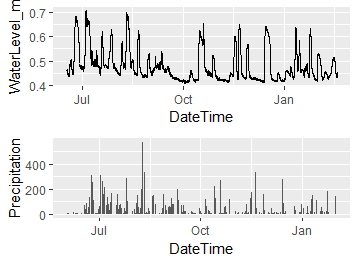 WaterLevel_m
0.7
0.6
0.5
0.4
Jul Oct Jan
DateTime
Precipitation
400
200
0
Jul Oct Jan
DateTime